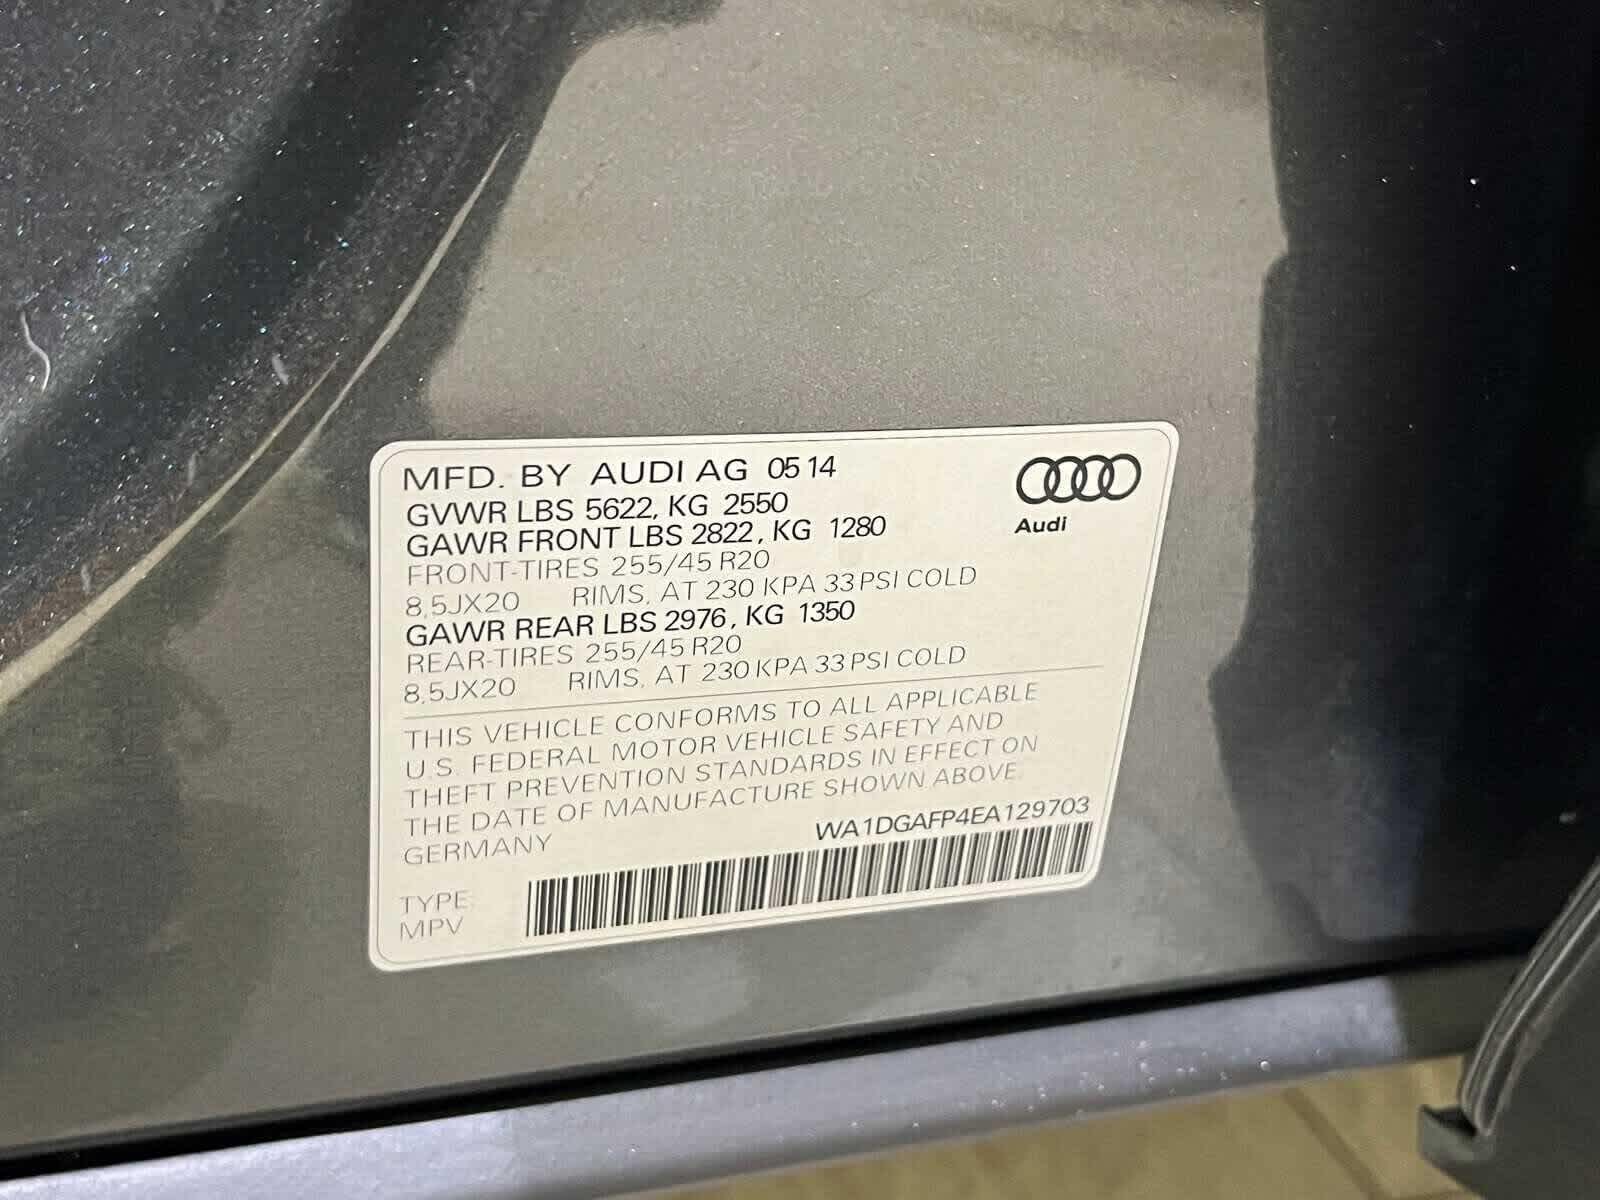 MFD. BY AUDI AG 05 14
GVWR LBS 5622, KG 2550
GAWR FRONT LBS 2822, KG 1280
FRONT-TIRES 255/45 R20
8,5JX20 RIMS, AT 230 KPA 33 PSI COLD
GAWR REAR LBS 2976, KG 1350
REAR-TIRES 255/45 R20
8,5JX20 RIMS, AT 230 KPA 33 PSI COLD
Audi
THIS VEHICLE CONFORMS TO ALL APPLICABLE
U.S. FEDERAL MOTOR VEHICLE SAFETY AND
THEFT PREVENTION STANDARDS IN EFFECT ON
THE DATE OF MANUFACTURE SHOWN ABOVE.
GERMANY
WA1DGAFP4EA129703
TYPE:
MPV